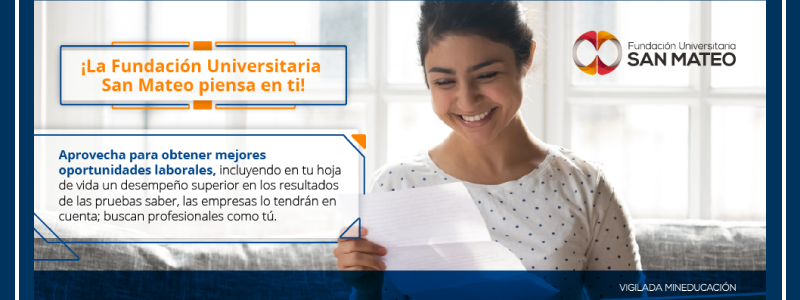 ¡La Fundación Universitaria
San Mateo piensa en ti!
Aprovecha para obtener mejores
oportunidades laborales, incluyendo en tu hoja
de vida un desempeño superior en los resultados
de las pruebas saber, las empresas lo tendrán en
cuenta; buscan profesionales como tú.
Fundación Universitaria
SAN MATEO
VIGILADA MINEDUCACIÓN